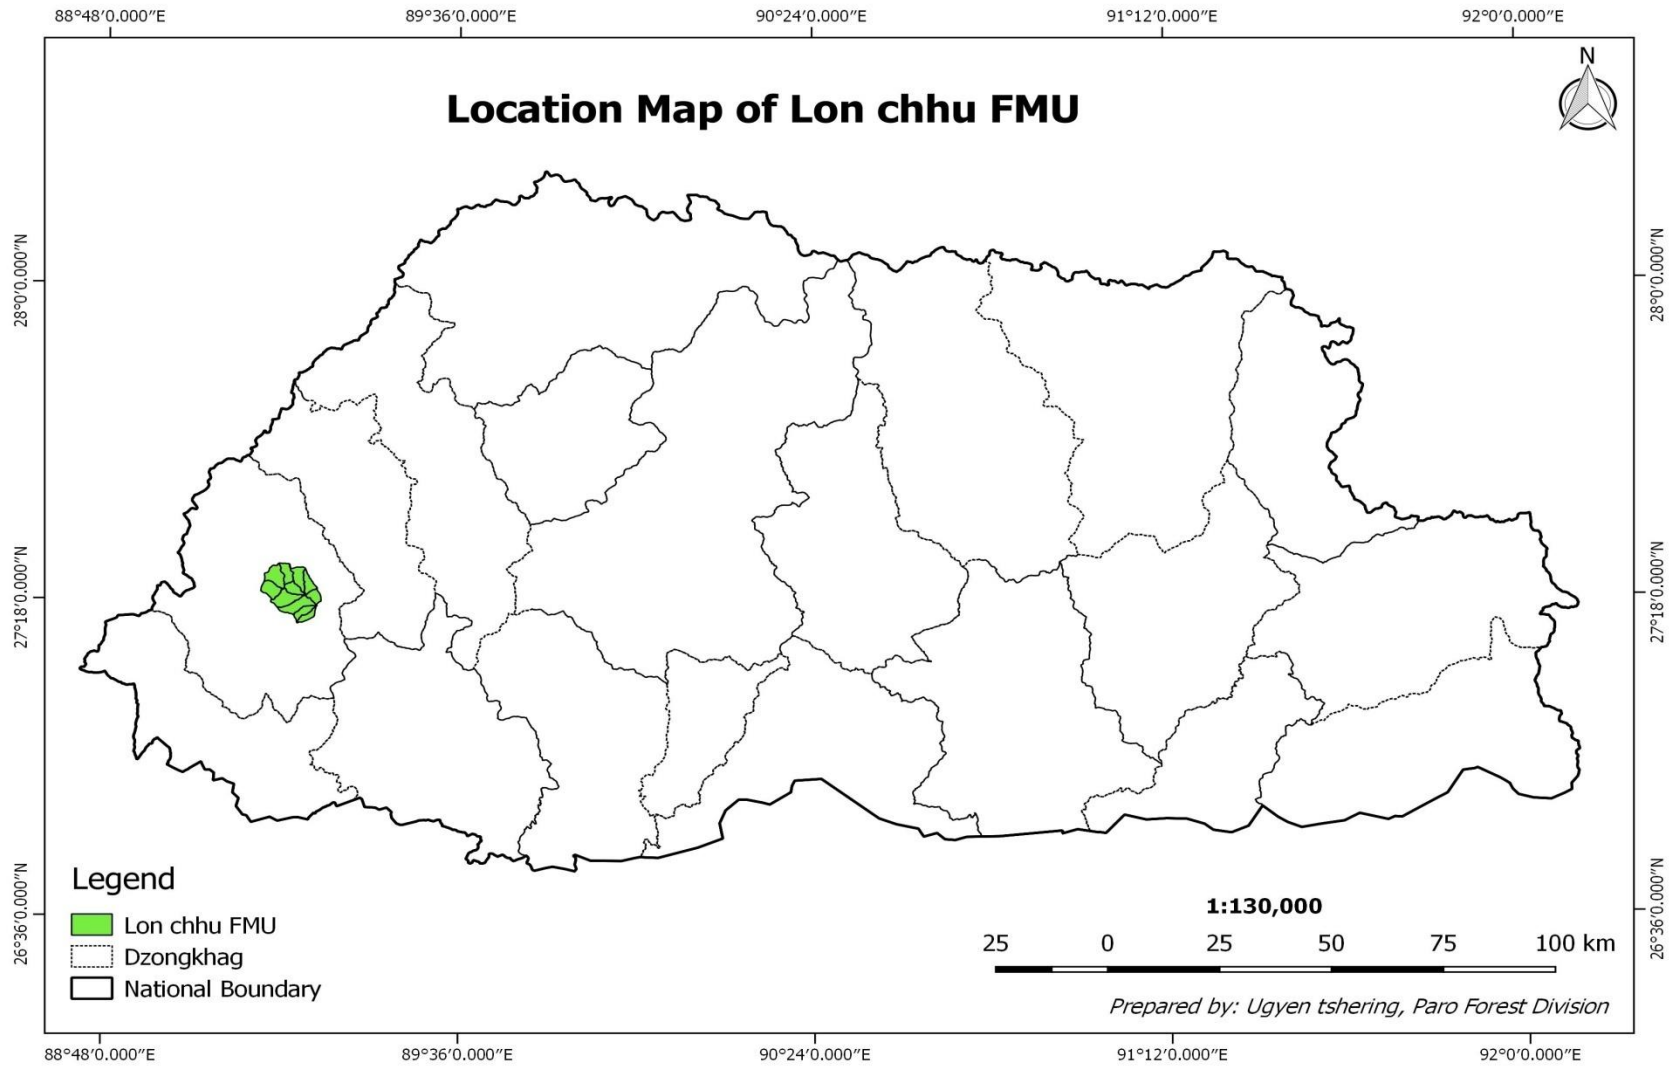 88°48′0.000″E 89°36′0.000″E 90°24′0.000″E 91°12′0.000″E 92°0′0.000″E
N
Location Map of Lon chhu FMU
28°0′0.000″N 28°0′0.000″N
27°18′0.000″N 27°18′0.000″N
26°36′0.000″N 26°36′0.000″N
Legend
Lon chhu FMU
Dzongkhag
National Boundary
1:130,000
25 0 25 50 75 100 km
Prepared by: Ugyen tshering, Paro Forest Division
88°48′0.000″E 89°36′0.000″E 90°24′0.000″E 91°12′0.000″E 92°0′0.000″E